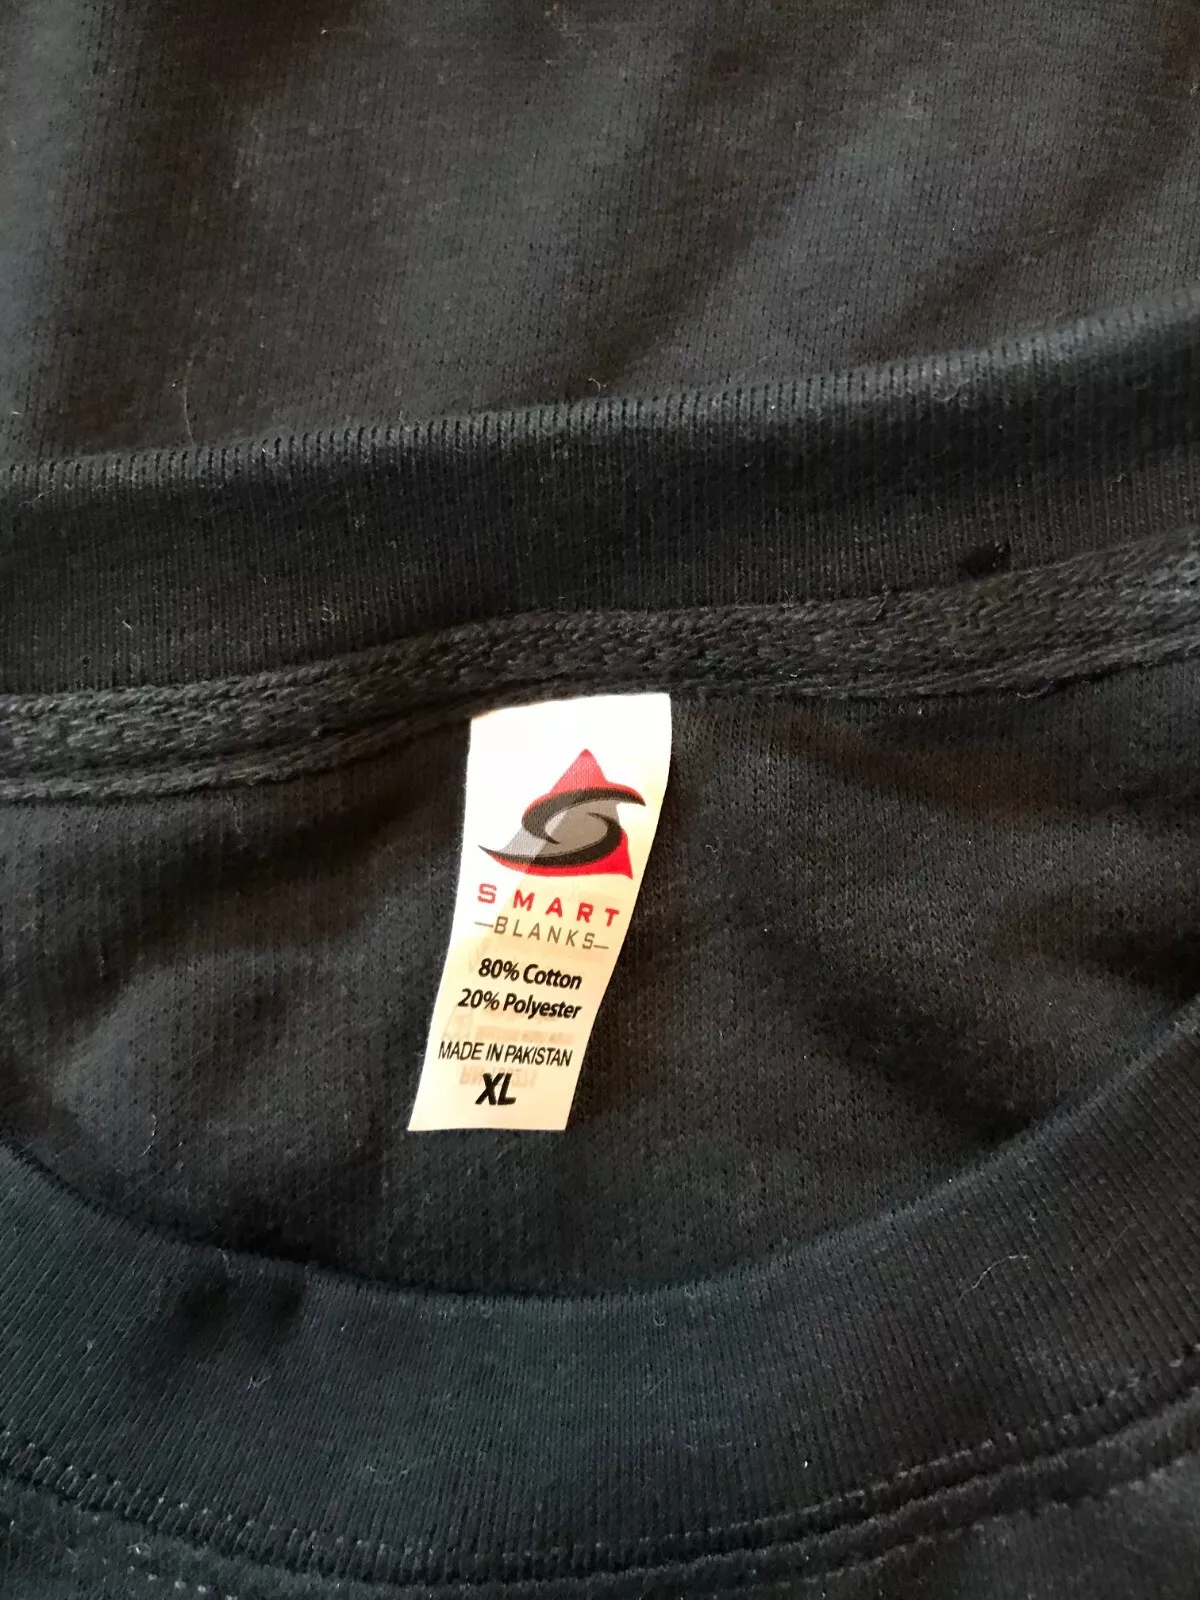 SMART
BLANKS
80% Cotton
20% Polyester
MADE IN PAKISTAN
XL